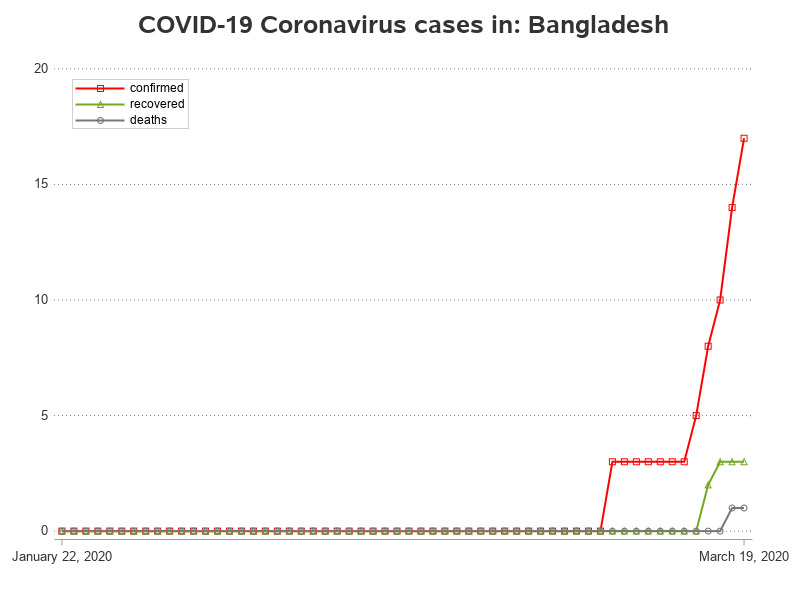 COVID-19 Coronavirus cases in: Bangladesh
20
confirmed
recovered
deaths
15
10
5
0
January 22, 2020 March 19, 2020